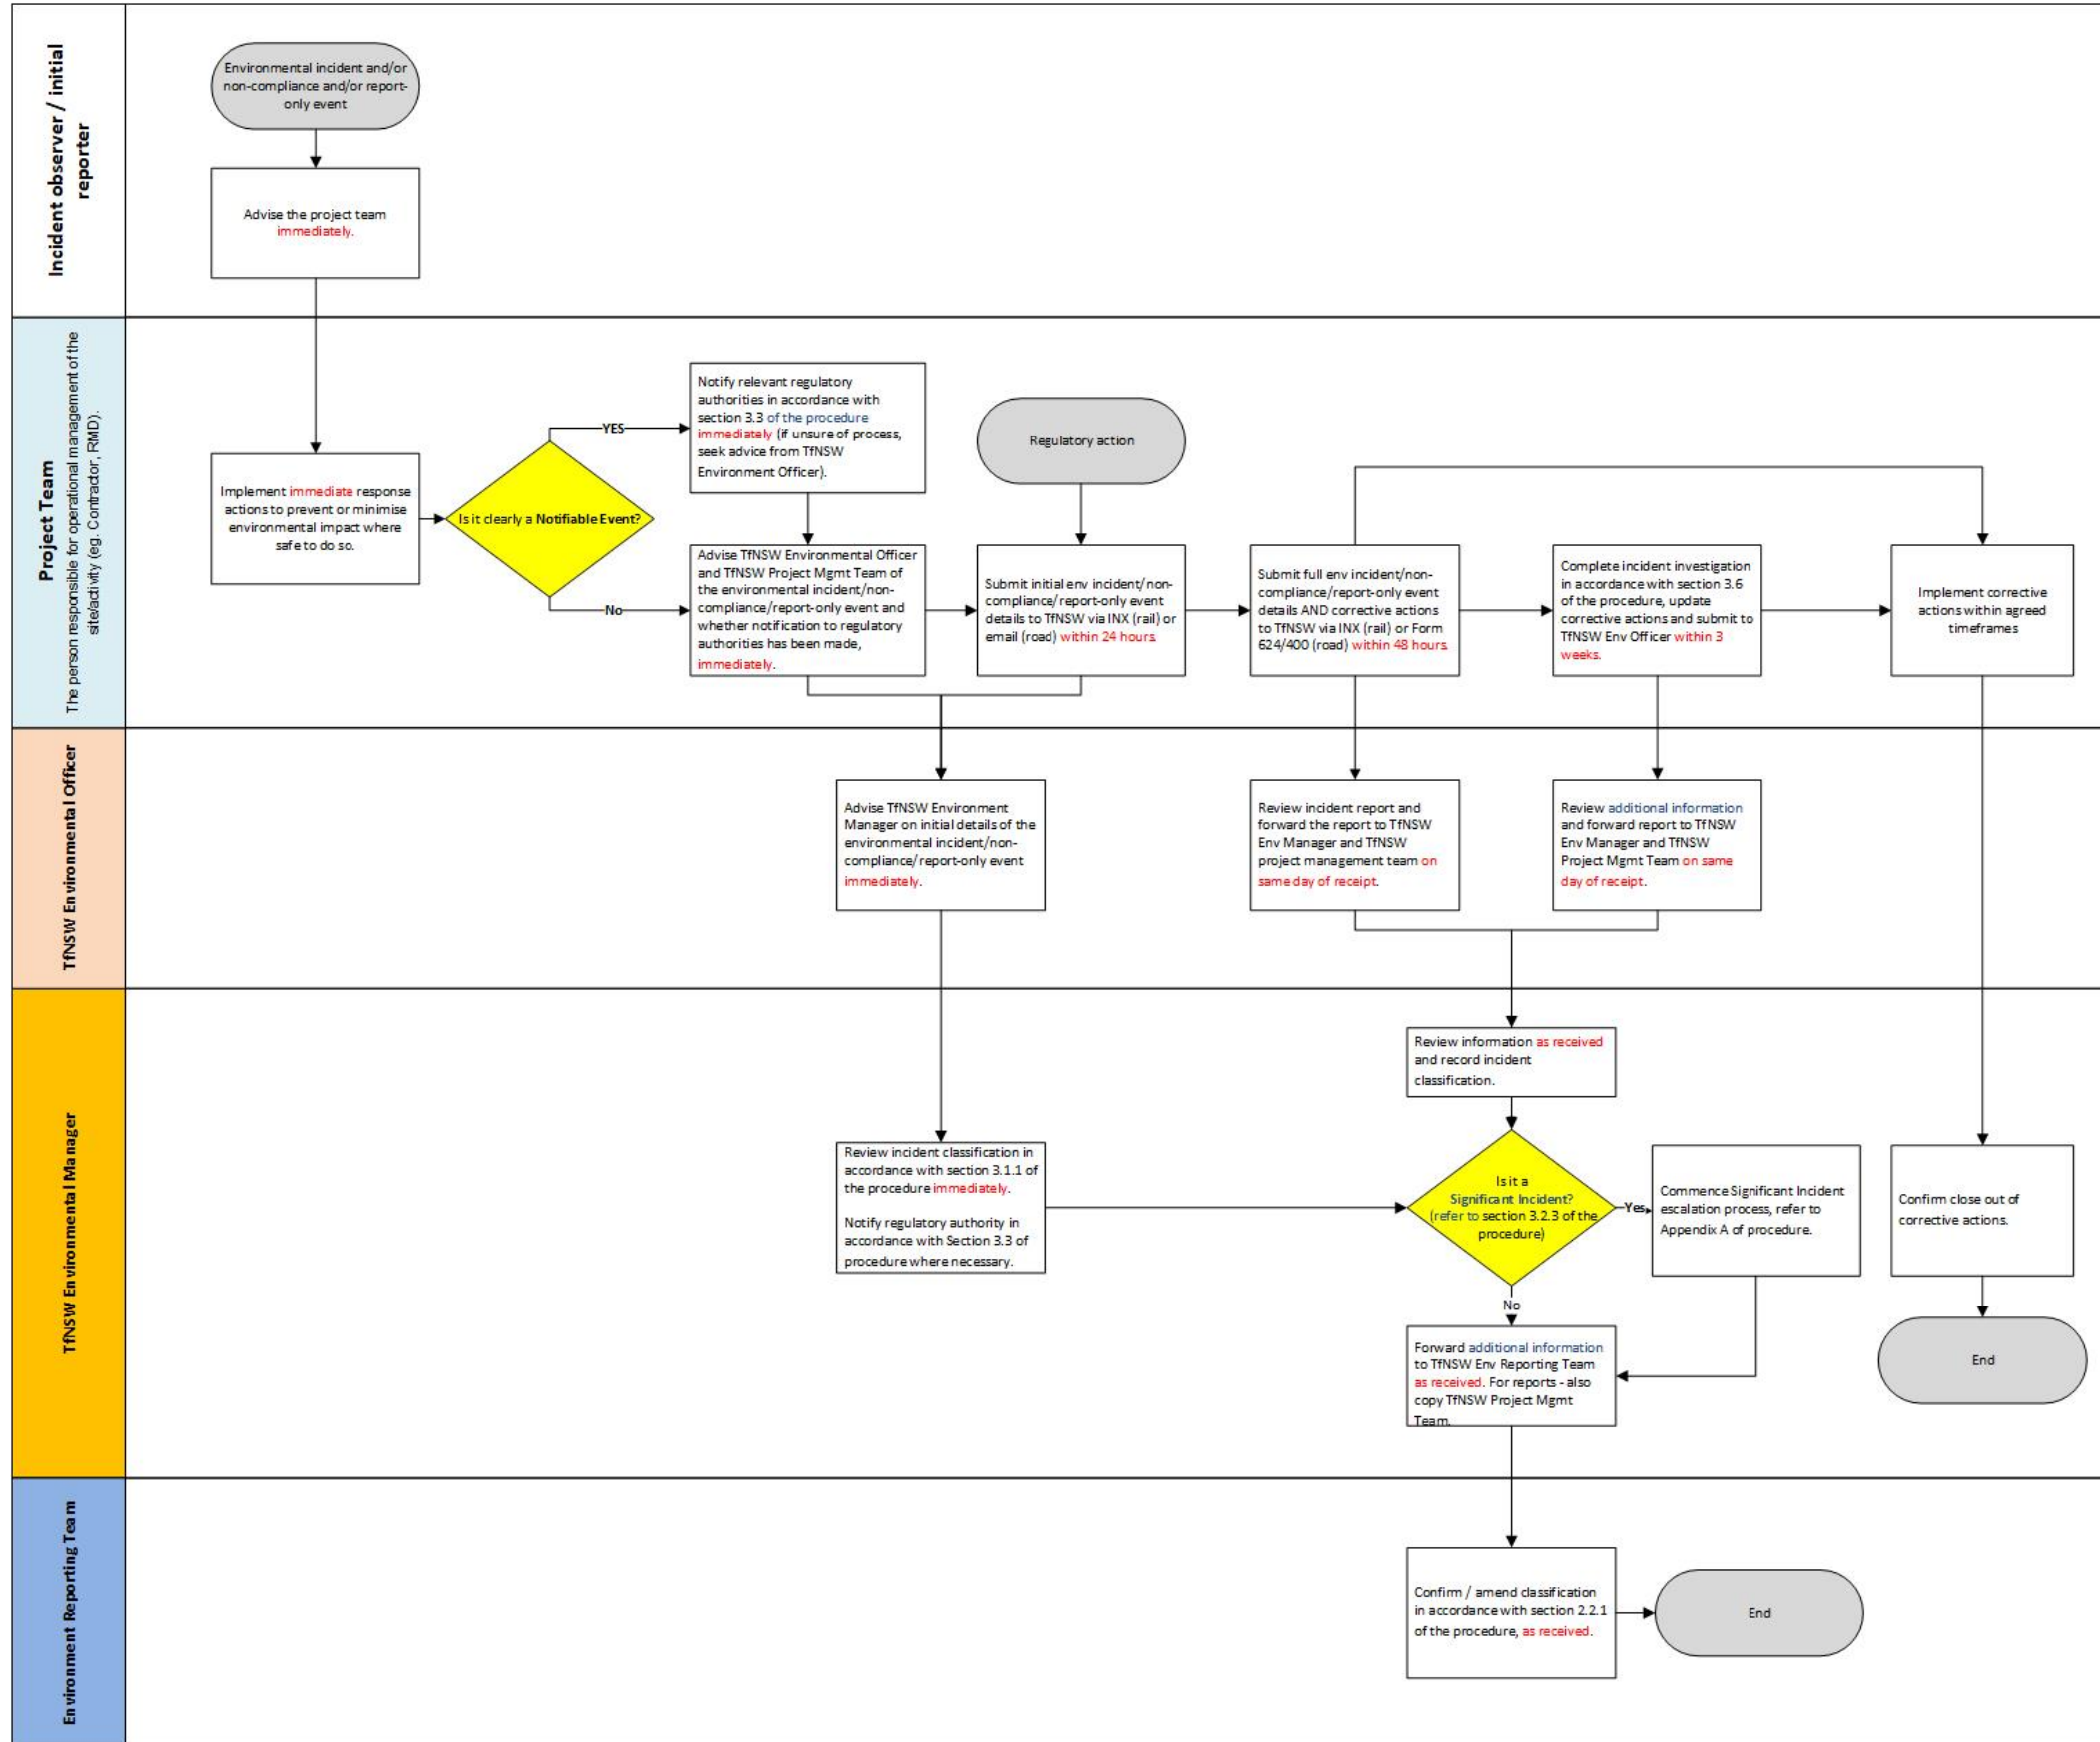 Incident observer / initial
reporter
Environmental incident and/or
non-compliance and/or report-
only event
Advise the project team
immediately.
Project Team
The person responsible for operational management of the
site/activity (eg. Contractor, RMD).
Implement immediate response
actions to prevent or minimise
environmental impact where
safe to do so.
Is it clearly a Notifiable Event?
YES
No
Notify relevant regulatory
authorities in accordance with
section 3.3 of the procedure
immediately (if unsure of process,
seek advice from TfNSW
Environment Officer).
Advise TfNSW Environmental Officer
and TfNSW Project Mgmt Team of
the environmental incident/non-
compliance/report-only event and
whether notification to regulatory
authorities has been made,
immediately.
Regulatory action
Submit initial env incident/non-
compliance/report-only event
details to TfNSW via INX (rail) or
email (road) within 24 hours.
Submit full env incident/non-
compliance/report-only event
details AND corrective actions
to TfNSW via INX (rail) or Form
624/400 (road) within 48 hours.
Complete incident investigation
in accordance with section 3.6
of the procedure, update
corrective actions and submit to
TfNSW Env Officer within 3
weeks.
Implement corrective
actions within agreed
timeframes
TfNSW Environmental Officer
Advise TfNSW Environment
Manager on initial details of the
environmental incident/non-
compliance/report-only event
immediately.
Review incident report and
forward the report to TfNSW
Env Manager and TfNSW
project management team on
same day of receipt.
Review additional information
and forward report to TfNSW
Env Manager and TfNSW
Project Mgmt Team on same
day of receipt.
TfNSW Environmental Manager
Review information as received
and record incident
classification.
Review incident classification in
accordance with section 3.1.1 of
the procedure immediately.
Notify regulatory authority in
accordance with Section 3.3 of
procedure where necessary.
Is it a
Significant Incident?
(refer to section 3.2.3 of the
procedure)
Yes
No
Commence Significant Incident
escalation process, refer to
Appendix A of procedure.
Confirm close out of
corrective actions.
Forward additional information
to TfNSW Env Reporting Team
as received. For reports - also
copy TfNSW Project Mgmt
Team.
End
Environment Reporting Team
Confirm / amend classification
in accordance with section 2.2.1
of the procedure, as received.
End